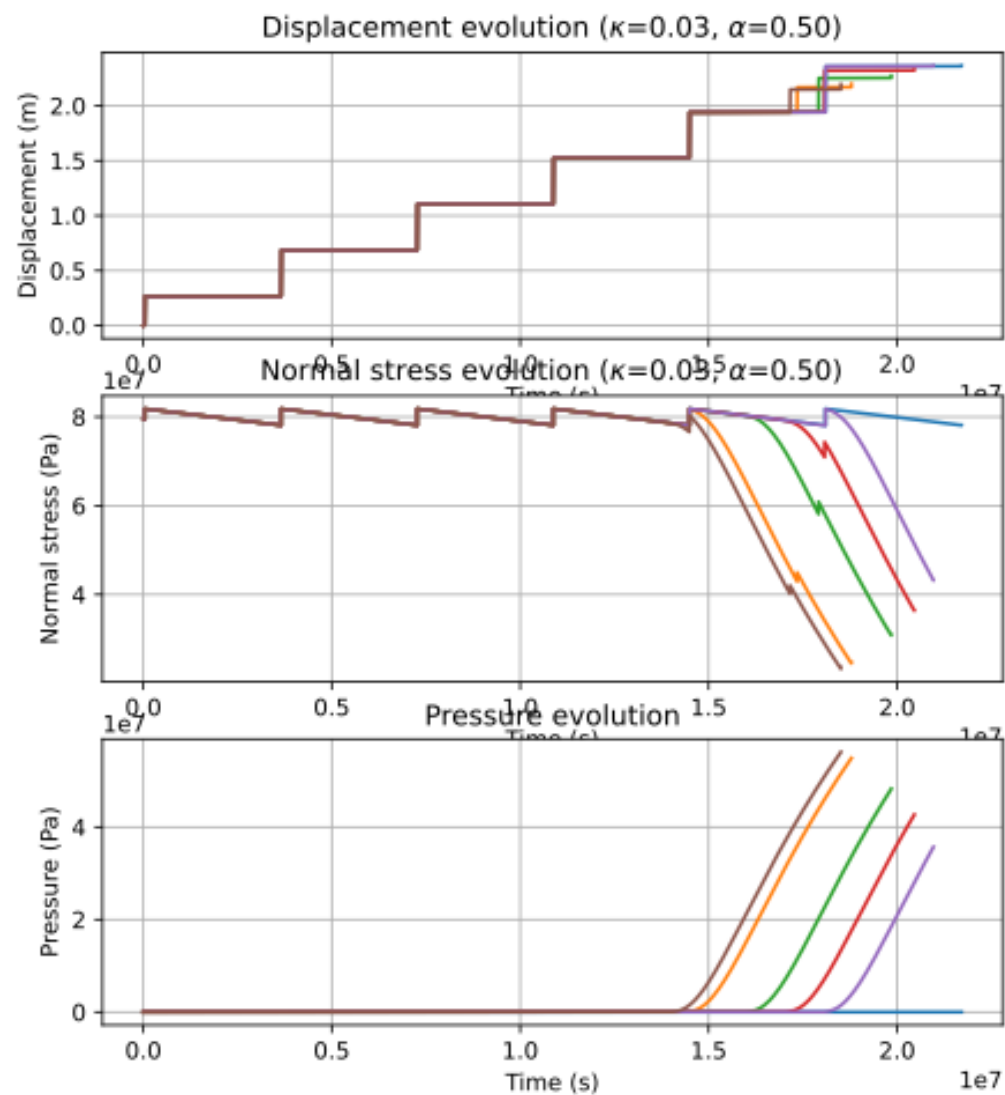 Displacement evolution (κ=0.03, α=0.50)
Displacement (m)
2.0
1.5
1.0
0.5
0.0
0.0 0.5 1.0 1.5 2.0
Time (s)
1e7
1e7
Normal stress evolution (κ=0.03, α=0.50)
Normal stress (Pa)
8
6
4
0.0 0.5 1.0 1.5 2.0
Time (s)
1e7
1e7
Pressure evolution
Pressure (Pa)
4
2
0
0.0 0.5 1.0 1.5 2.0
Time (s)
1e7